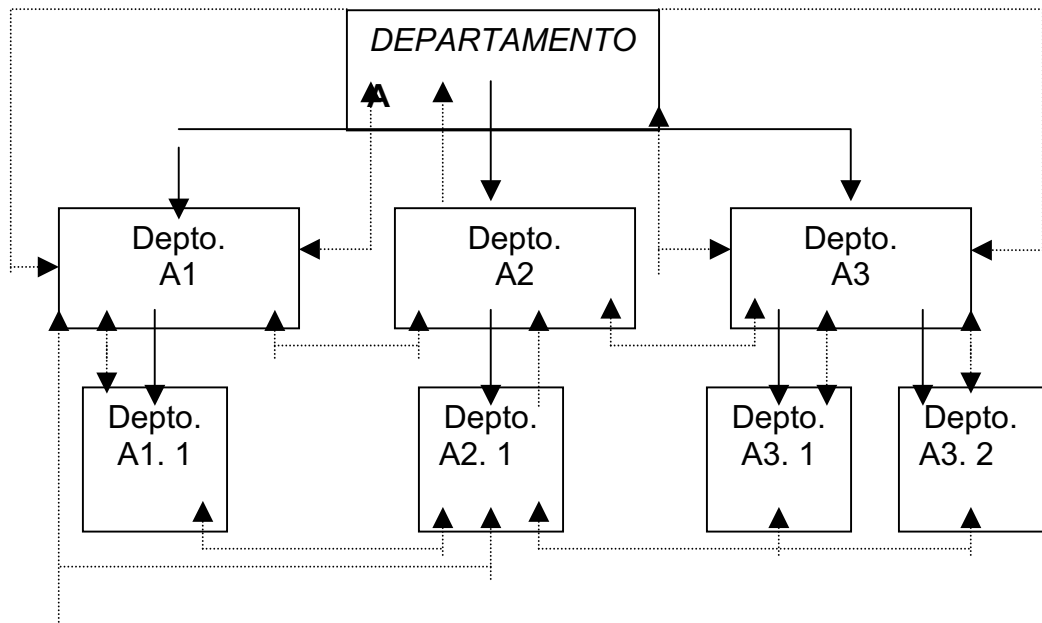 DEPARTAMENTO
A
Depto.
A1
Depto.
A2
Depto.
A3
Depto.
A1. 1
Depto.
A2. 1
Depto.
A3. 1
Depto.
A3. 2